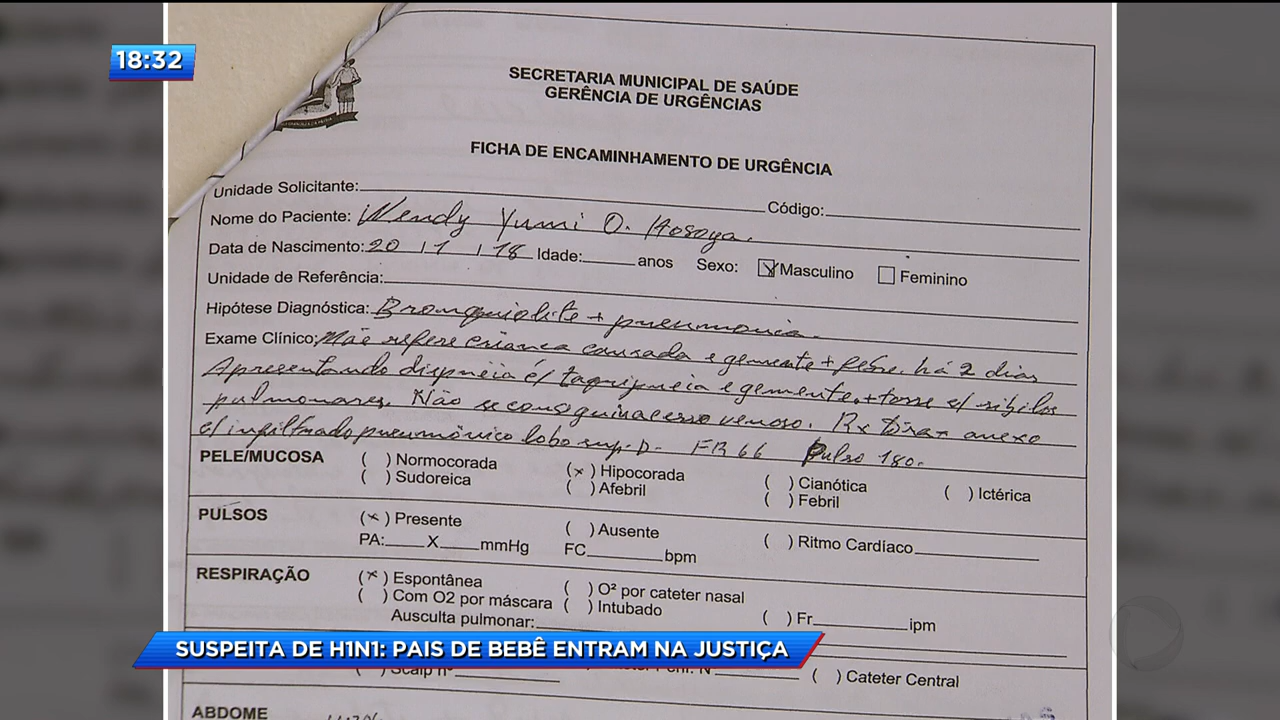 18:32
SECRETARIA MUNICIPAL DE SAÚDE
GERÊNCIA DE URGÊNCIAS
FICHA DE ENCAMINHAMENTO DE URGÊNCIA
Unidade Solicitante: Código:
Nome do Paciente: Wendy Yumi O. Hosoya.
Data de Nascimento: 20 / 1 / 18 Idade: anos Sexo: Masculino Feminino
Unidade de Referência:
Hipótese Diagnóstica: Bronquiolite + pneumonia
Exame Clínico: Mãe refere criança cansada e gemente + febre há 2 dias
Apresentando dispnéia c/ taquipneia e gemente + tosse c/ sibilos
pulmonares. Não se consegui acesso venoso. Rx tórax anexo
c/ infiltrado pneumônico lobo sup. D. FR 66 Pulso 180.
PELE/MUCOSA ( ) Normocorada (x) Hipocorada ( ) Cianótica ( ) Ictérica
( ) Sudoreica ( ) Afebril ( ) Febril
PULSOS (x) Presente ( ) Ausente ( ) Ritmo Cardíaco
PA: X mmHg FC bpm
RESPIRAÇÃO (x) Espontânea ( ) O² por cateter nasal
( ) Com O2 por máscara ( ) Intubado ( ) Fr ipm
Ausculta pulmonar:
SUSPEITA DE H1N1: PAIS DE BEBÊ ENTRAM NA JUSTIÇA
( ) Scalp nº ( ) Cateter Central
ABDOME